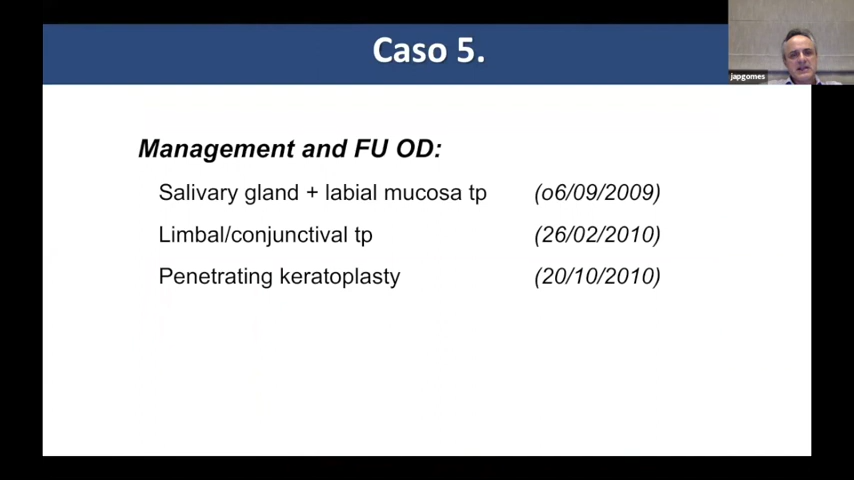 Caso 5.
japgomes
Management and FU OD:
Salivary gland + labial mucosa tp (o6/09/2009)
Limbal/conjunctival tp (26/02/2010)
Penetrating keratoplasty (20/10/2010)